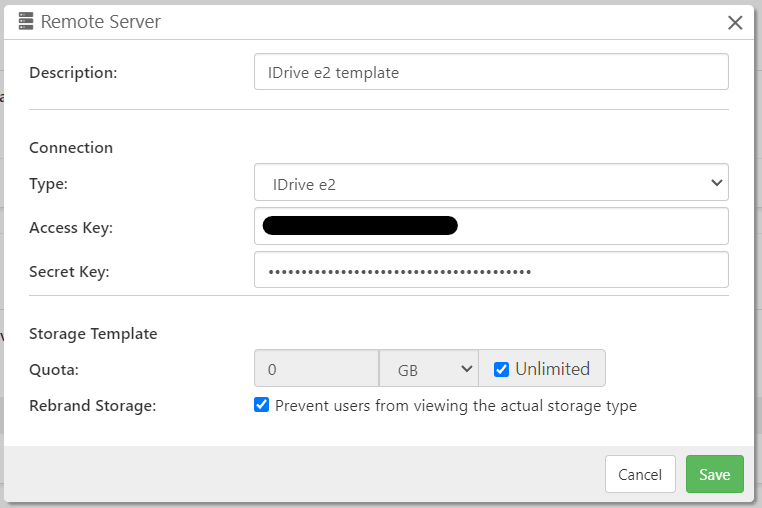 Remote Server
Description: IDrive e2 template
Connection
Type: IDrive e2
Access Key:
Secret Key: ••••••••••••••••••••••••••••••••••••••••
Storage Template
Quota: 0 GB Unlimited
Rebrand Storage: Prevent users from viewing the actual storage type
Cancel Save